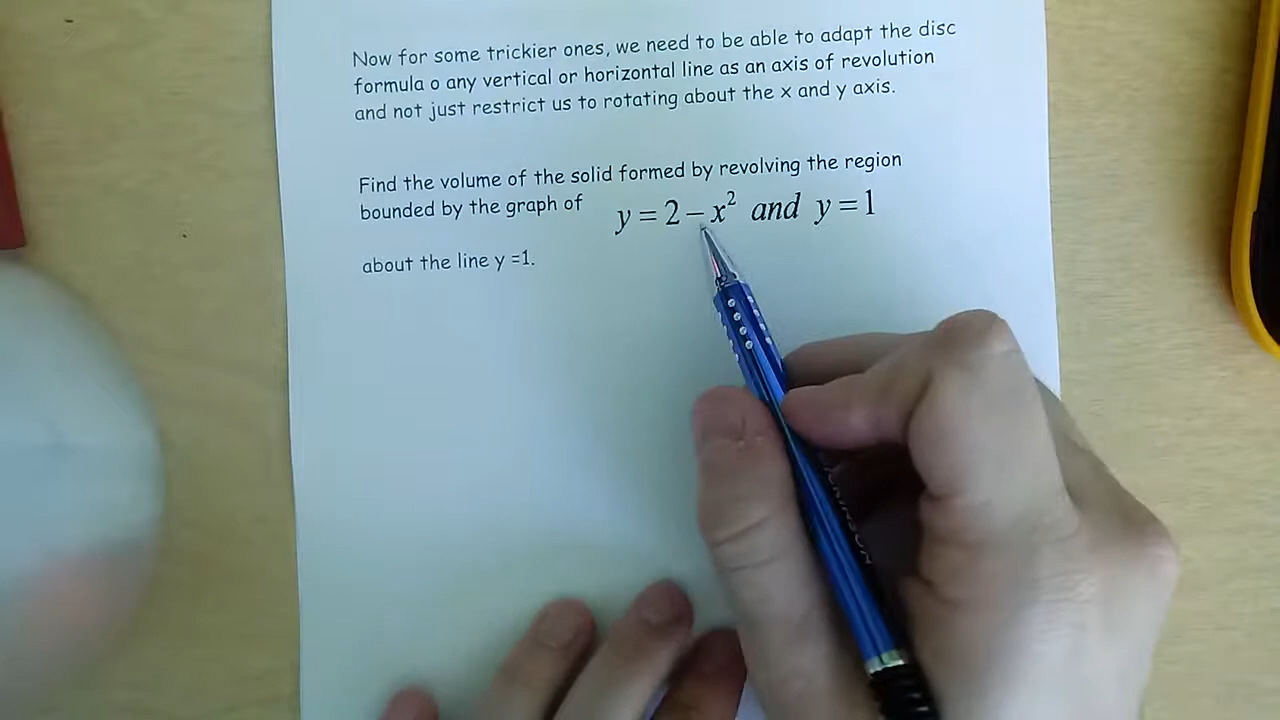 Now for some trickier ones, we need to be able to adapt the disc
formula o any vertical or horizontal line as an axis of revolution
and not just restrict us to rotating about the x and y axis.
Find the volume of the solid formed by revolving the region
bounded by the graph of y = 2 − x² and y = 1
about the line y =1.